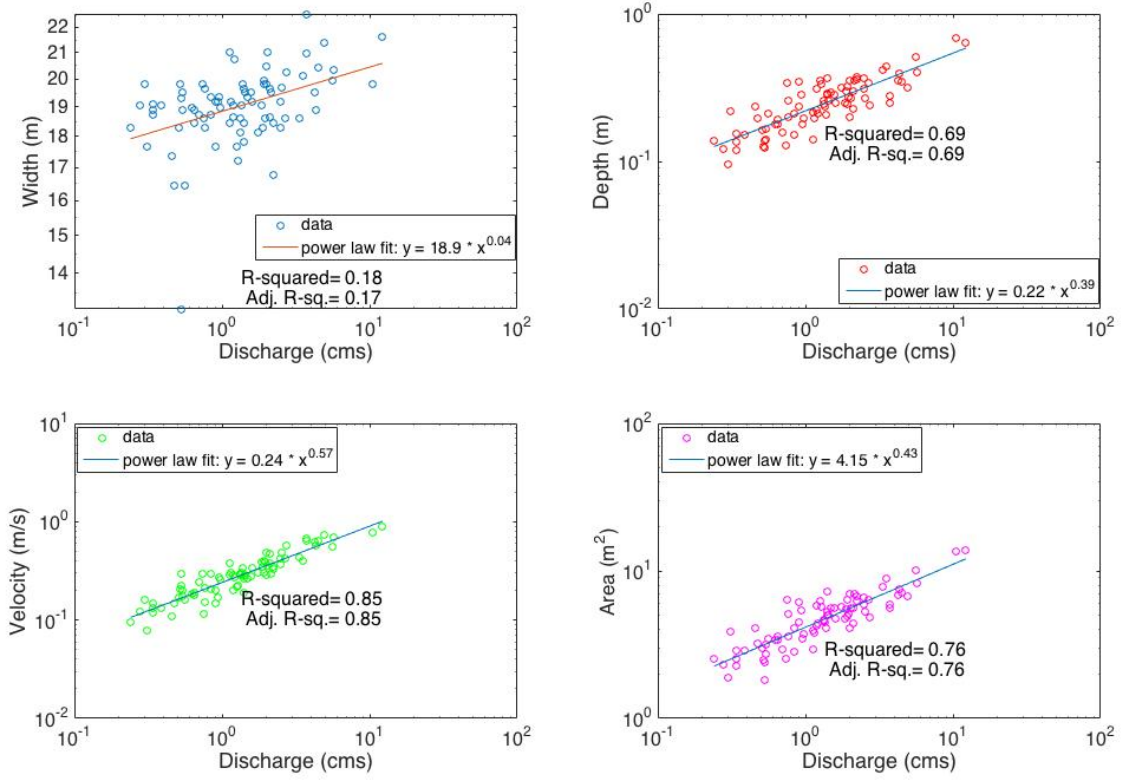 22
21
20
19
18
17
16
15
14
Width (m)
data
power law fit: y = 18.9 * x^0.04
R-squared= 0.18
Adj. R-sq.= 0.17
10^-1
10^0
10^1
10^2
Discharge (cms)
10^0
10^-1
10^-2
Depth (m)
R-squared= 0.69
Adj. R-sq.= 0.69
data
power law fit: y = 0.22 * x^0.39
10^-1
10^0
10^1
10^2
Discharge (cms)
10^1
10^0
10^-1
10^-2
Velocity (m/s)
data
power law fit: y = 0.24 * x^0.57
R-squared= 0.85
Adj. R-sq.= 0.85
10^-1
10^0
10^1
10^2
Discharge (cms)
10^2
10^1
10^0
Area (m^2)
data
power law fit: y = 4.15 * x^0.43
R-squared= 0.76
Adj. R-sq.= 0.76
10^-1
10^0
10^1
10^2
Discharge (cms)